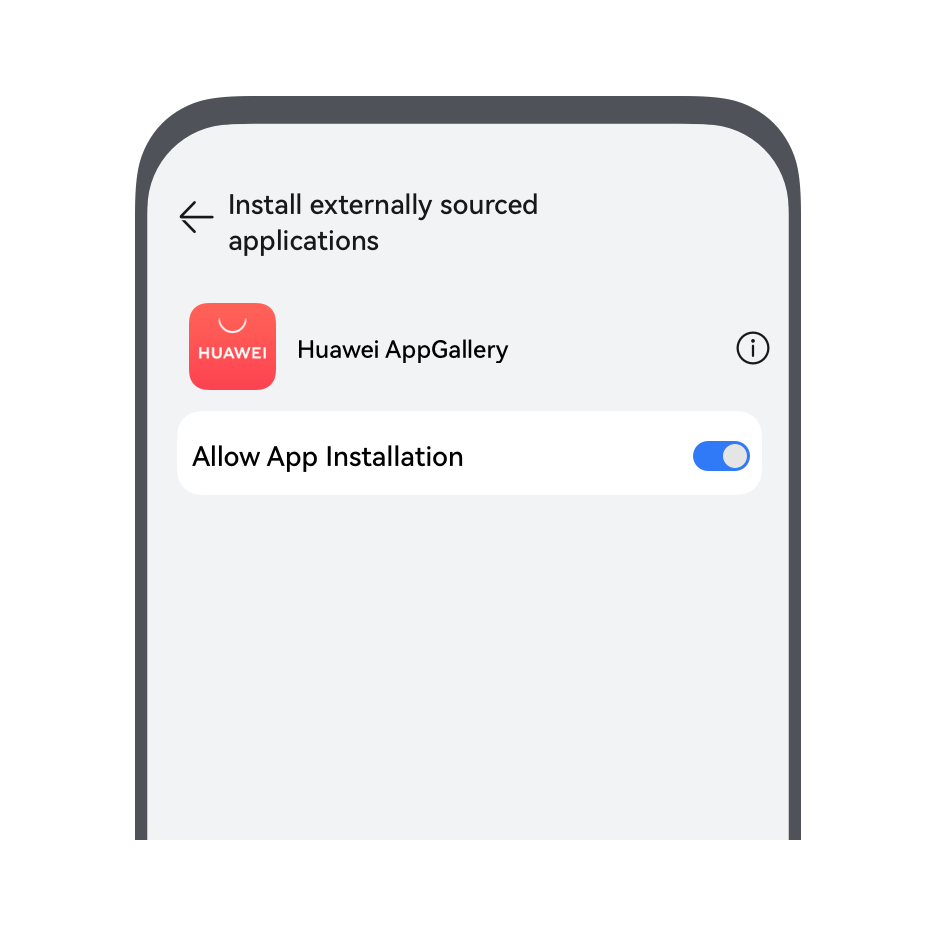 Install externally sourced
applications
HUAWEI
Huawei AppGallery
Allow App Installation